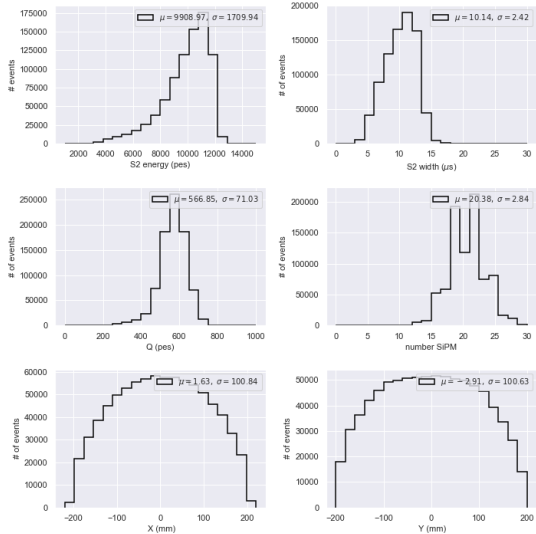 175000
150000
125000
100000
75000
50000
25000
0
# of events
μ = 9908.97, σ = 1709.94
2000 4000 6000 8000 10000 12000 14000
S2 energy (pes)
200000
150000
100000
50000
0
# of events
μ = 10.14, σ = 2.42
0 5 10 15 20 25 30
S2 width (μs)
250000
200000
150000
100000
50000
0
# of events
μ = 566.85, σ = 71.03
0 200 400 600 800 1000
Q (pes)
200000
150000
100000
50000
0
# of events
μ = 20.38, σ = 2.84
0 5 10 15 20 25 30
number SiPM
60000
50000
40000
30000
20000
10000
0
# of events
μ = 1.63, σ = 100.84
−200 −100 0 100 200
X (mm)
50000
40000
30000
20000
10000
0
# of events
μ = −2.91, σ = 100.63
−200 −100 0 100 200
Y (mm)